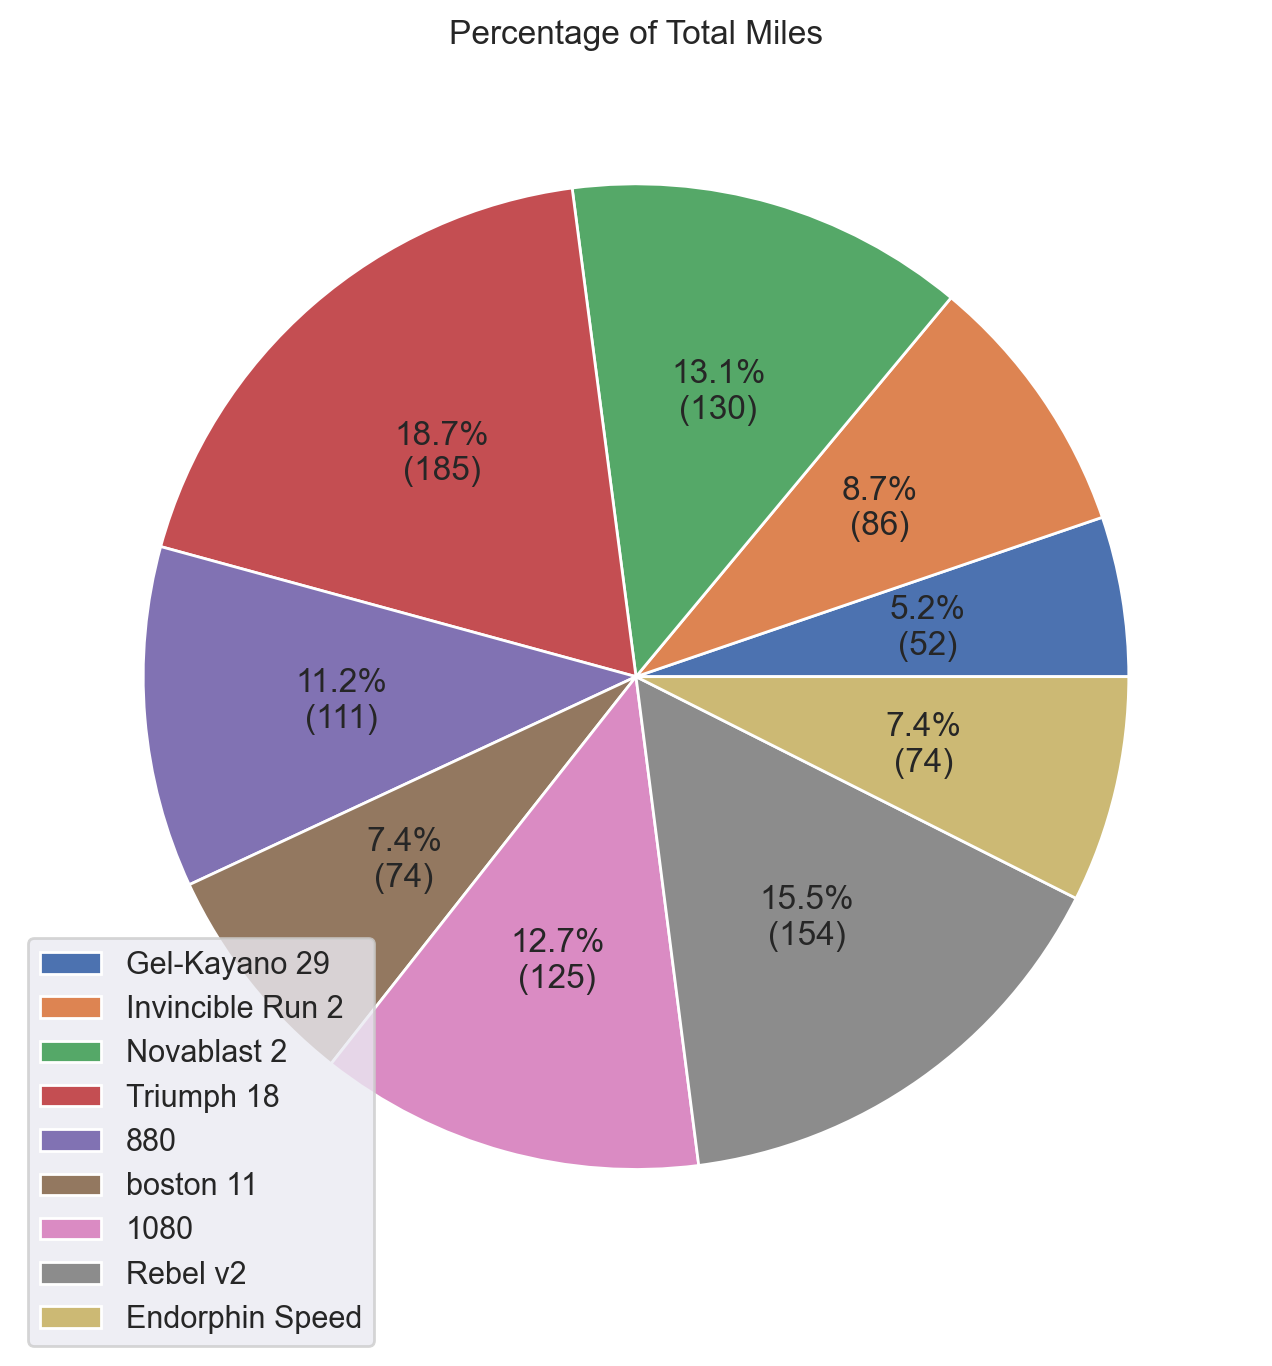 Percentage of Total Miles
13.1%
(130)
18.7%
(185)
8.7%
(86)
5.2%
(52)
11.2%
(111)
7.4%
(74)
7.4%
(74)
15.5%
(154)
12.7%
(125)
Gel-Kayano 29
Invincible Run 2
Novablast 2
Triumph 18
880
boston 11
1080
Rebel v2
Endorphin Speed